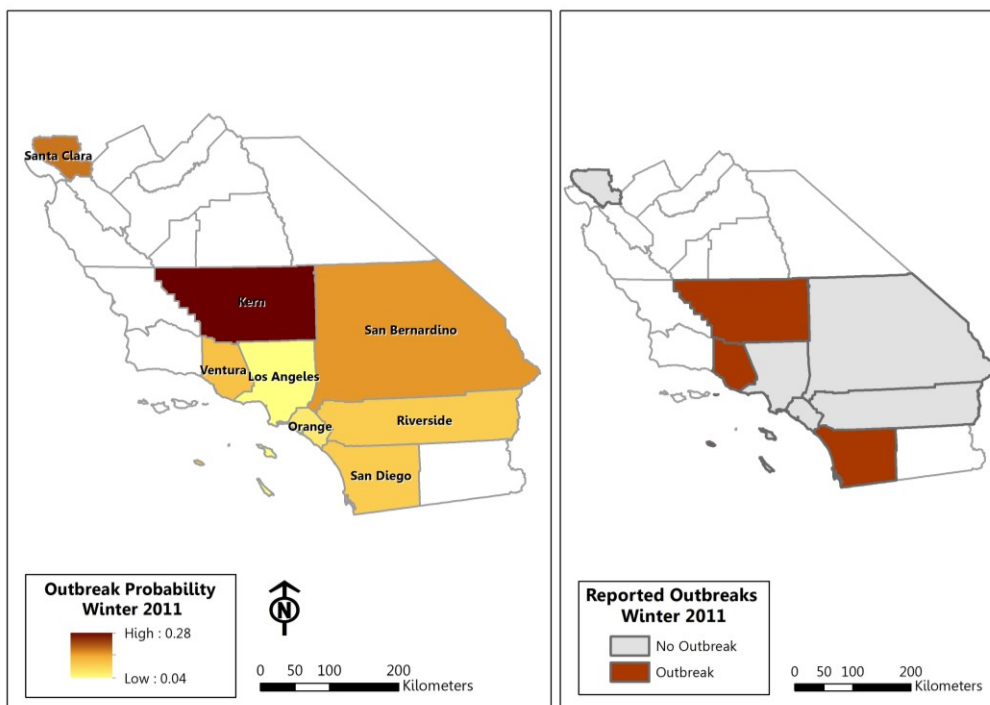 Santa Clara
Kern
San Bernardino
Ventura
Los Angeles
Orange
Riverside
San Diego
Outbreak Probability
Winter 2011
High : 0.28
Low : 0.04
N
0 50 100 200
Kilometers
Reported Outbreaks
Winter 2011
No Outbreak
Outbreak
0 50 100 200
Kilometers